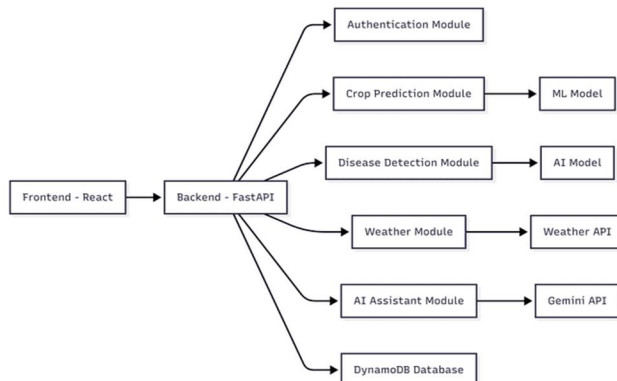 Authentication Module
Crop Prediction Module
ML Model
Disease Detection Module
AI Model
Frontend - React
Backend - FastAPI
Weather Module
Weather API
AI Assistant Module
Gemini API
DynamoDB Database